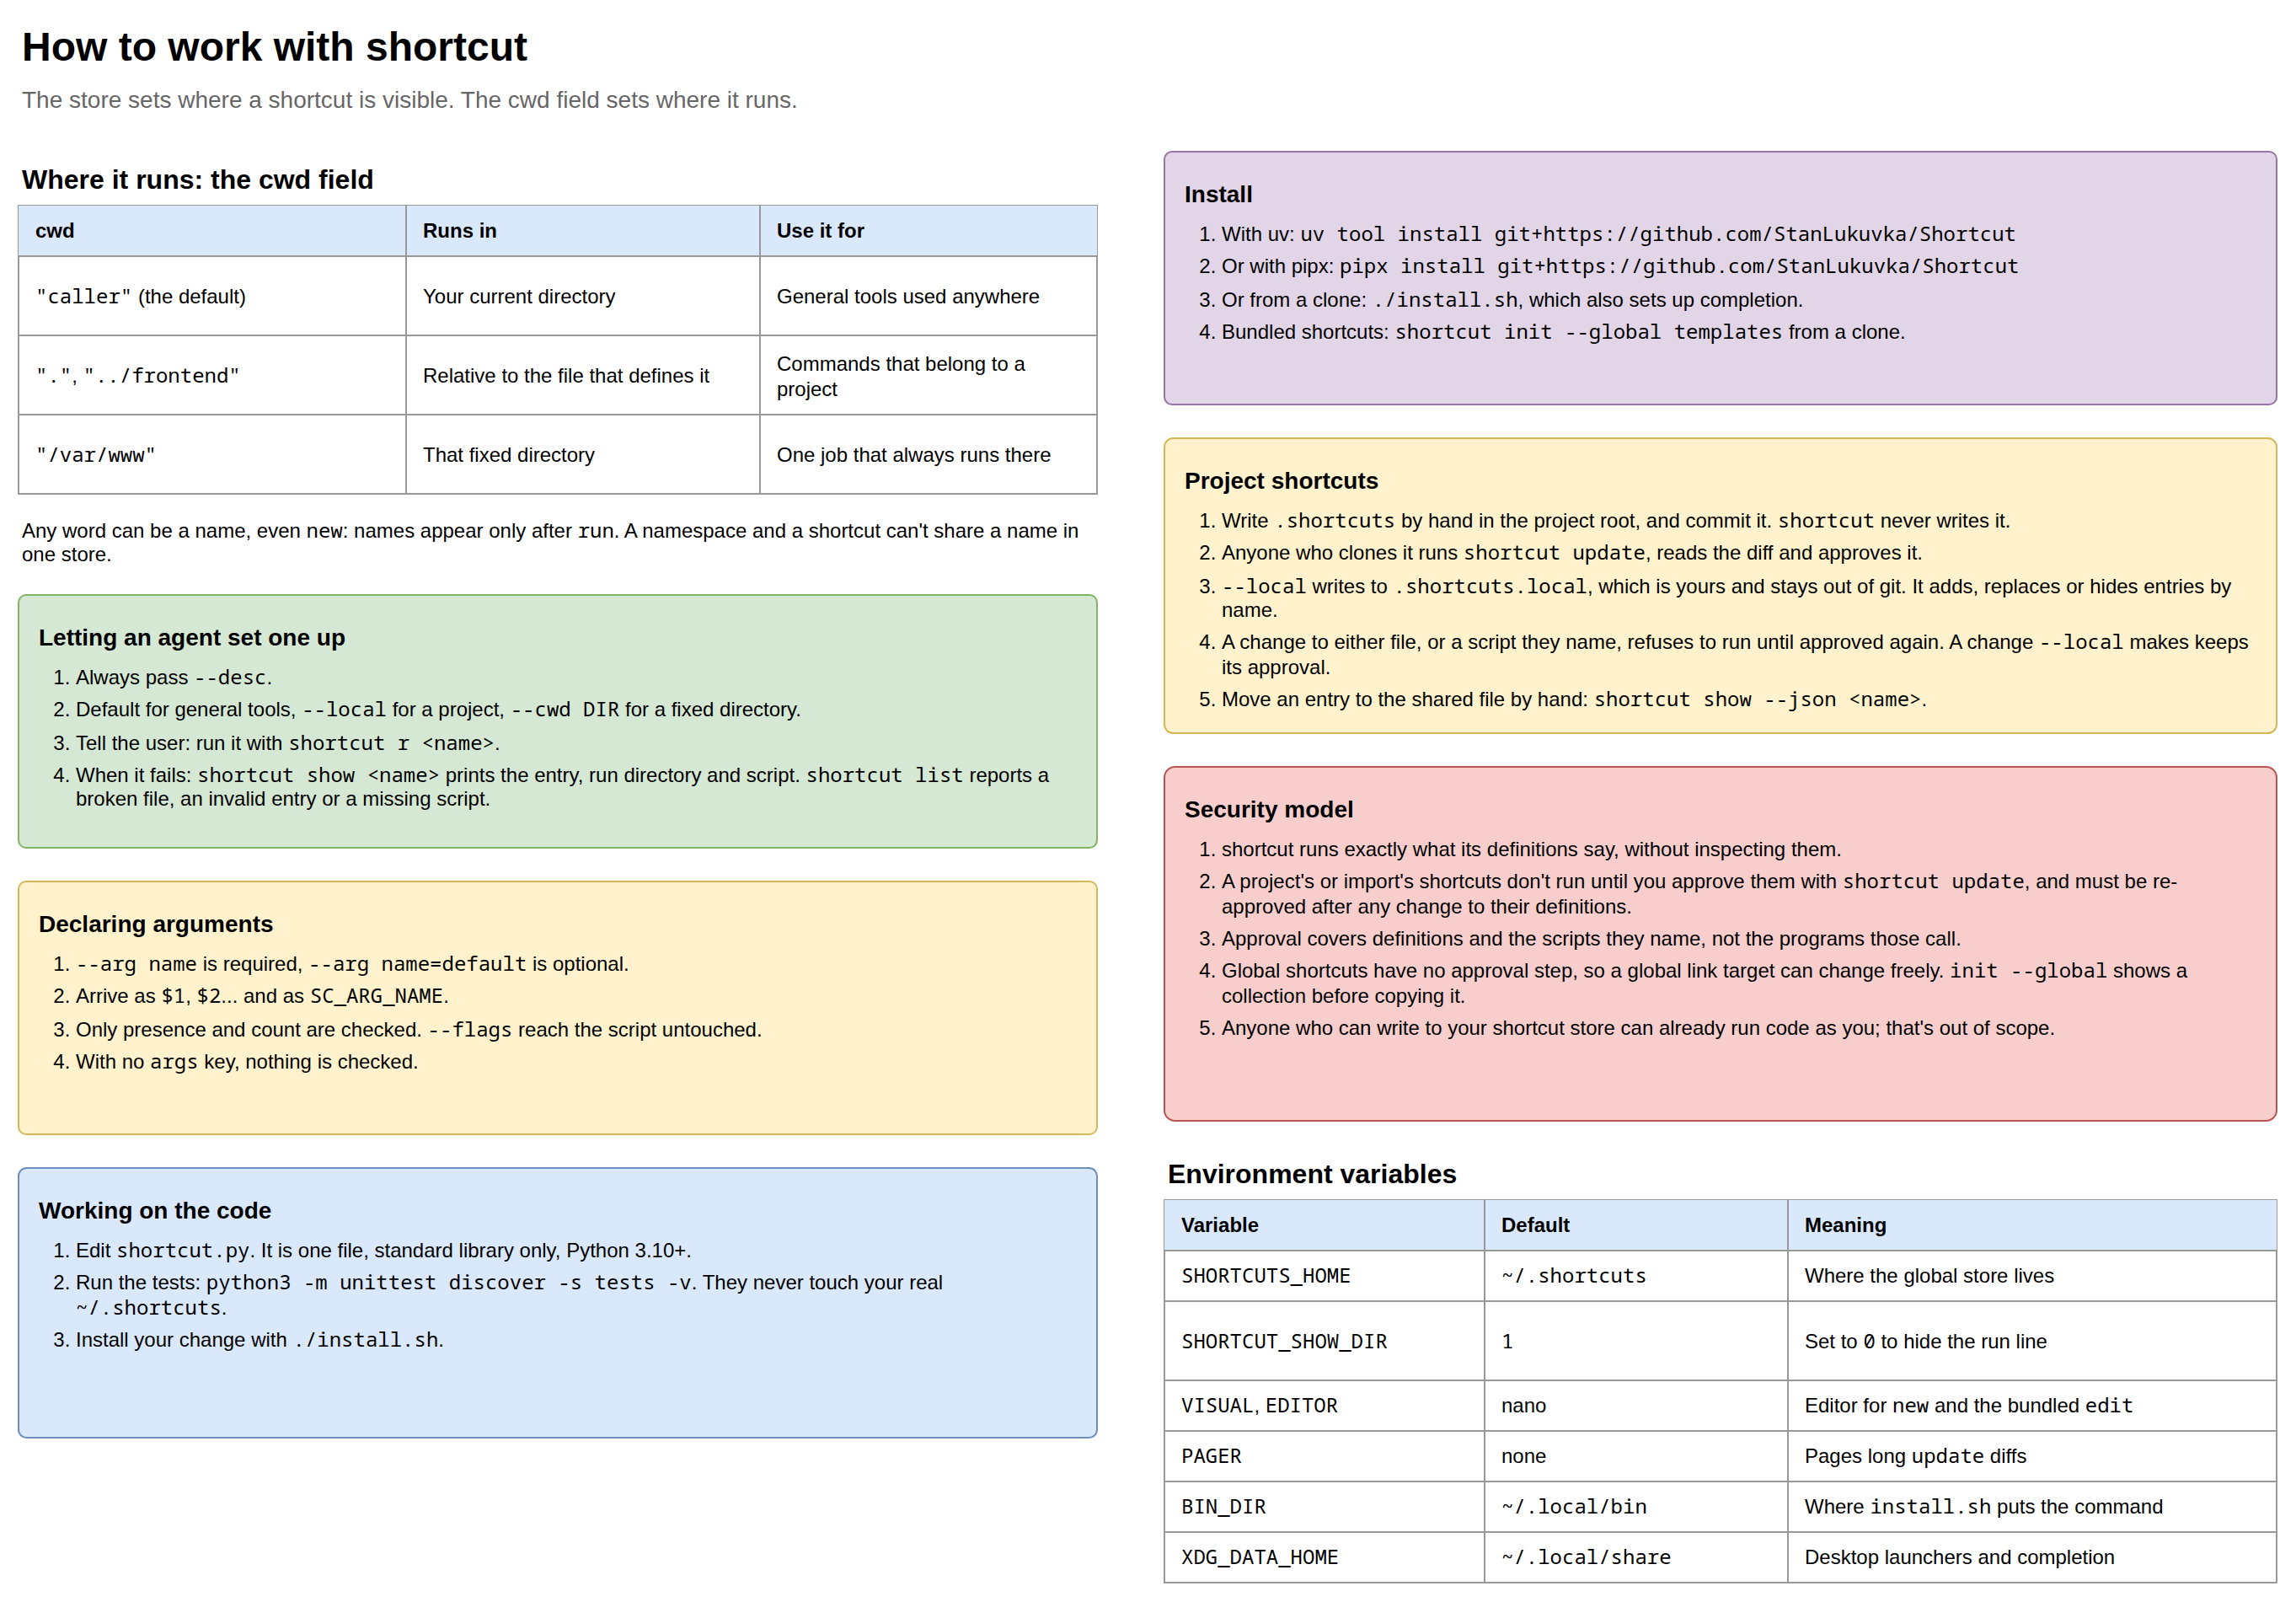 How to work with shortcut
The store sets where a shortcut is visible. The cwd field sets where it runs.
Where it runs: the cwd field
cwd Runs in Use it for
"caller" (the default) Your current directory General tools used anywhere
".", "../frontend" Relative to the file that defines it Commands that belong to a
project
"/var/www" That fixed directory One job that always runs there
Any word can be a name, even new: names appear only after run. A namespace and a shortcut can't share a name in
one store.
Letting an agent set one up
1. Always pass --desc.
2. Default for general tools, --local for a project, --cwd DIR for a fixed directory.
3. Tell the user: run it with shortcut r <name>.
4. When it fails: shortcut show <name> prints the entry, run directory and script. shortcut list reports a
broken file, an invalid entry or a missing script.
Declaring arguments
1. --arg name is required, --arg name=default is optional.
2. Arrive as $1, $2... and as SC_ARG_NAME.
3. Only presence and count are checked. --flags reach the script untouched.
4. With no args key, nothing is checked.
Working on the code
1. Edit shortcut.py. It is one file, standard library only, Python 3.10+.
2. Run the tests: python3 -m unittest discover -s tests -v. They never touch your real
~/.shortcuts.
3. Install your change with ./install.sh.
Install
1. With uv: uv tool install git+https://github.com/StanLukuvka/Shortcut
2. Or with pipx: pipx install git+https://github.com/StanLukuvka/Shortcut
3. Or from a clone: ./install.sh, which also sets up completion.
4. Bundled shortcuts: shortcut init --global templates from a clone.
Project shortcuts
1. Write .shortcuts by hand in the project root, and commit it. shortcut never writes it.
2. Anyone who clones it runs shortcut update, reads the diff and approves it.
3. --local writes to .shortcuts.local, which is yours and stays out of git. It adds, replaces or hides entries by
name.
4. A change to either file, or a script they name, refuses to run until approved again. A change --local makes keeps
its approval.
5. Move an entry to the shared file by hand: shortcut show --json <name>.
Security model
1. shortcut runs exactly what its definitions say, without inspecting them.
2. A project's or import's shortcuts don't run until you approve them with shortcut update, and must be re-
approved after any change to their definitions.
3. Approval covers definitions and the scripts they name, not the programs those call.
4. Global shortcuts have no approval step, so a global link target can change freely. init --global shows a
collection before copying it.
5. Anyone who can write to your shortcut store can already run code as you; that's out of scope.
Environment variables
Variable Default Meaning
SHORTCUTS_HOME ~/.shortcuts Where the global store lives
SHORTCUT_SHOW_DIR 1 Set to 0 to hide the run line
VISUAL, EDITOR nano Editor for new and the bundled edit
PAGER none Pages long update diffs
BIN_DIR ~/.local/bin Where install.sh puts the command
XDG_DATA_HOME ~/.local/share Desktop launchers and completion